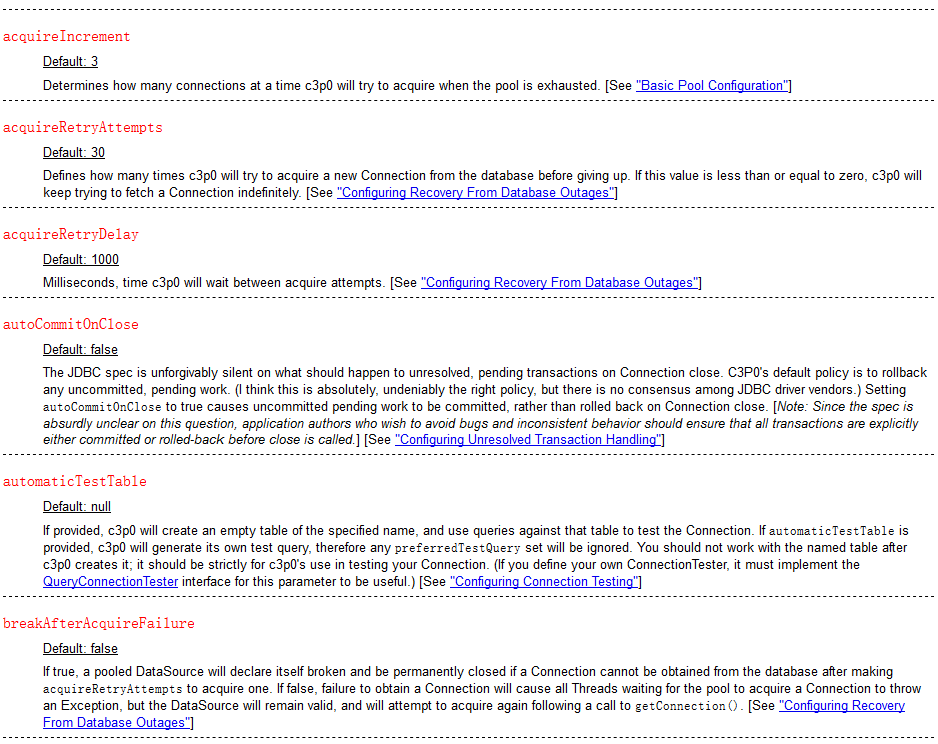 acquireIncrement
Default: 3
Determines how many connections at a time c3p0 will try to acquire when the pool is exhausted. [See "Basic Pool Configuration"]
acquireRetryAttempts
Default: 30
Defines how many times c3p0 will try to acquire a new Connection from the database before giving up. If this value is less than or equal to zero, c3p0 will
keep trying to fetch a Connection indefinitely. [See "Configuring Recovery From Database Outages"]
acquireRetryDelay
Default: 1000
Milliseconds, time c3p0 will wait between acquire attempts. [See "Configuring Recovery From Database Outages"]
autoCommitOnClose
Default: false
The JDBC spec is unforgivably silent on what should happen to unresolved, pending transactions on Connection close. C3P0's default policy is to rollback
any uncommitted, pending work. (I think this is absolutely, undeniably the right policy, but there is no consensus among JDBC driver vendors.) Setting
autoCommitOnClose to true causes uncommitted pending work to be committed, rather than rolled back on Connection close. [Note: Since the spec is
absurdly unclear on this question, application authors who wish to avoid bugs and inconsistent behavior should ensure that all transactions are explicitly
either committed or rolled-back before close is called.] [See "Configuring Unresolved Transaction Handling"]
automaticTestTable
Default: null
If provided, c3p0 will create an empty table of the specified name, and use queries against that table to test the Connection. If automaticTestTable is
provided, c3p0 will generate its own test query, therefore any preferredTestQuery set will be ignored. You should not work with the named table after
c3p0 creates it; it should be strictly for c3p0's use in testing your Connection. (If you define your own ConnectionTester, it must implement the
QueryConnectionTester interface for this parameter to be useful.) [See "Configuring Connection Testing"]
breakAfterAcquireFailure
Default: false
If true, a pooled DataSource will declare itself broken and be permanently closed if a Connection cannot be obtained from the database after making
acquireRetryAttempts to acquire one. If false, failure to obtain a Connection will cause all Threads waiting for the pool to acquire a Connection to throw
an Exception, but the DataSource will remain valid, and will attempt to acquire again following a call to getConnection(). [See "Configuring Recovery
From Database Outages"]